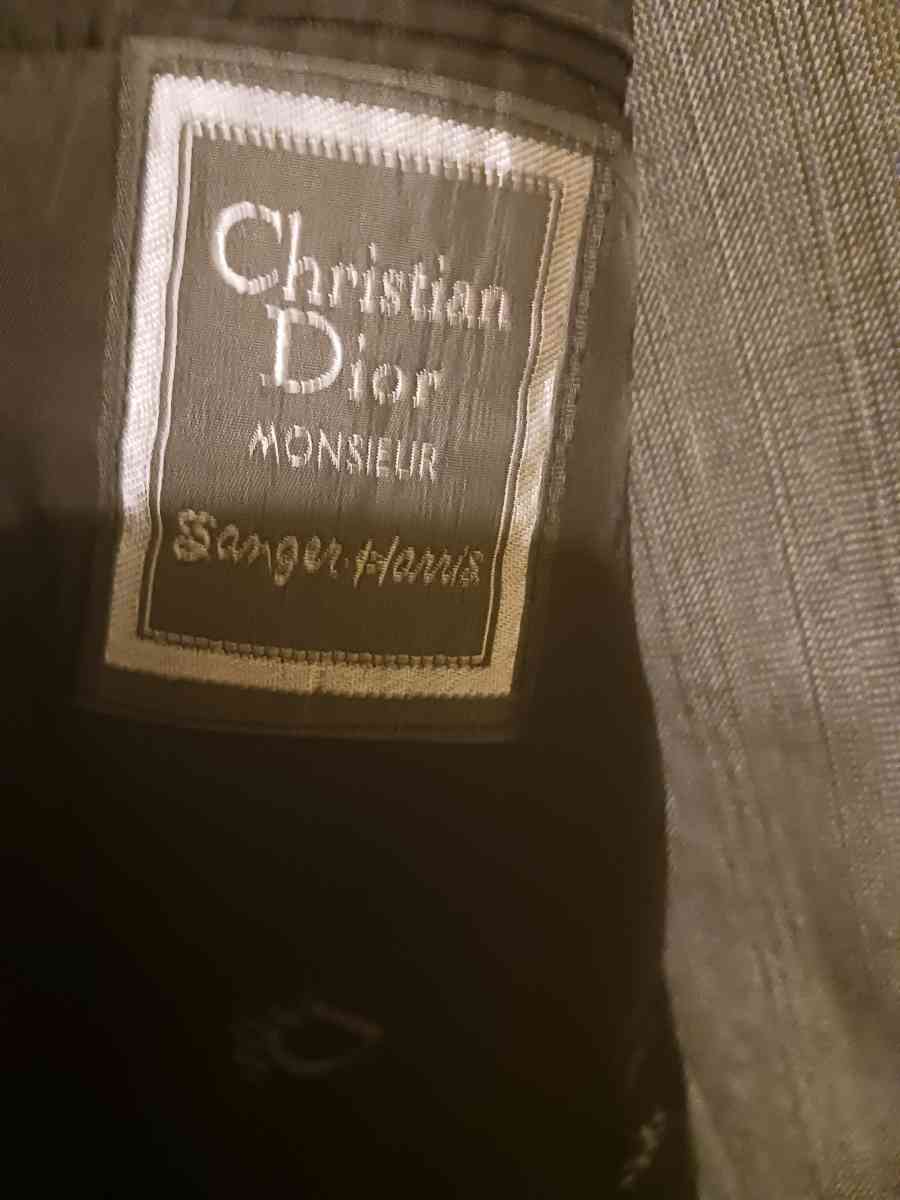 Christian
Dior
MONSIEUR
Sanger-Harris